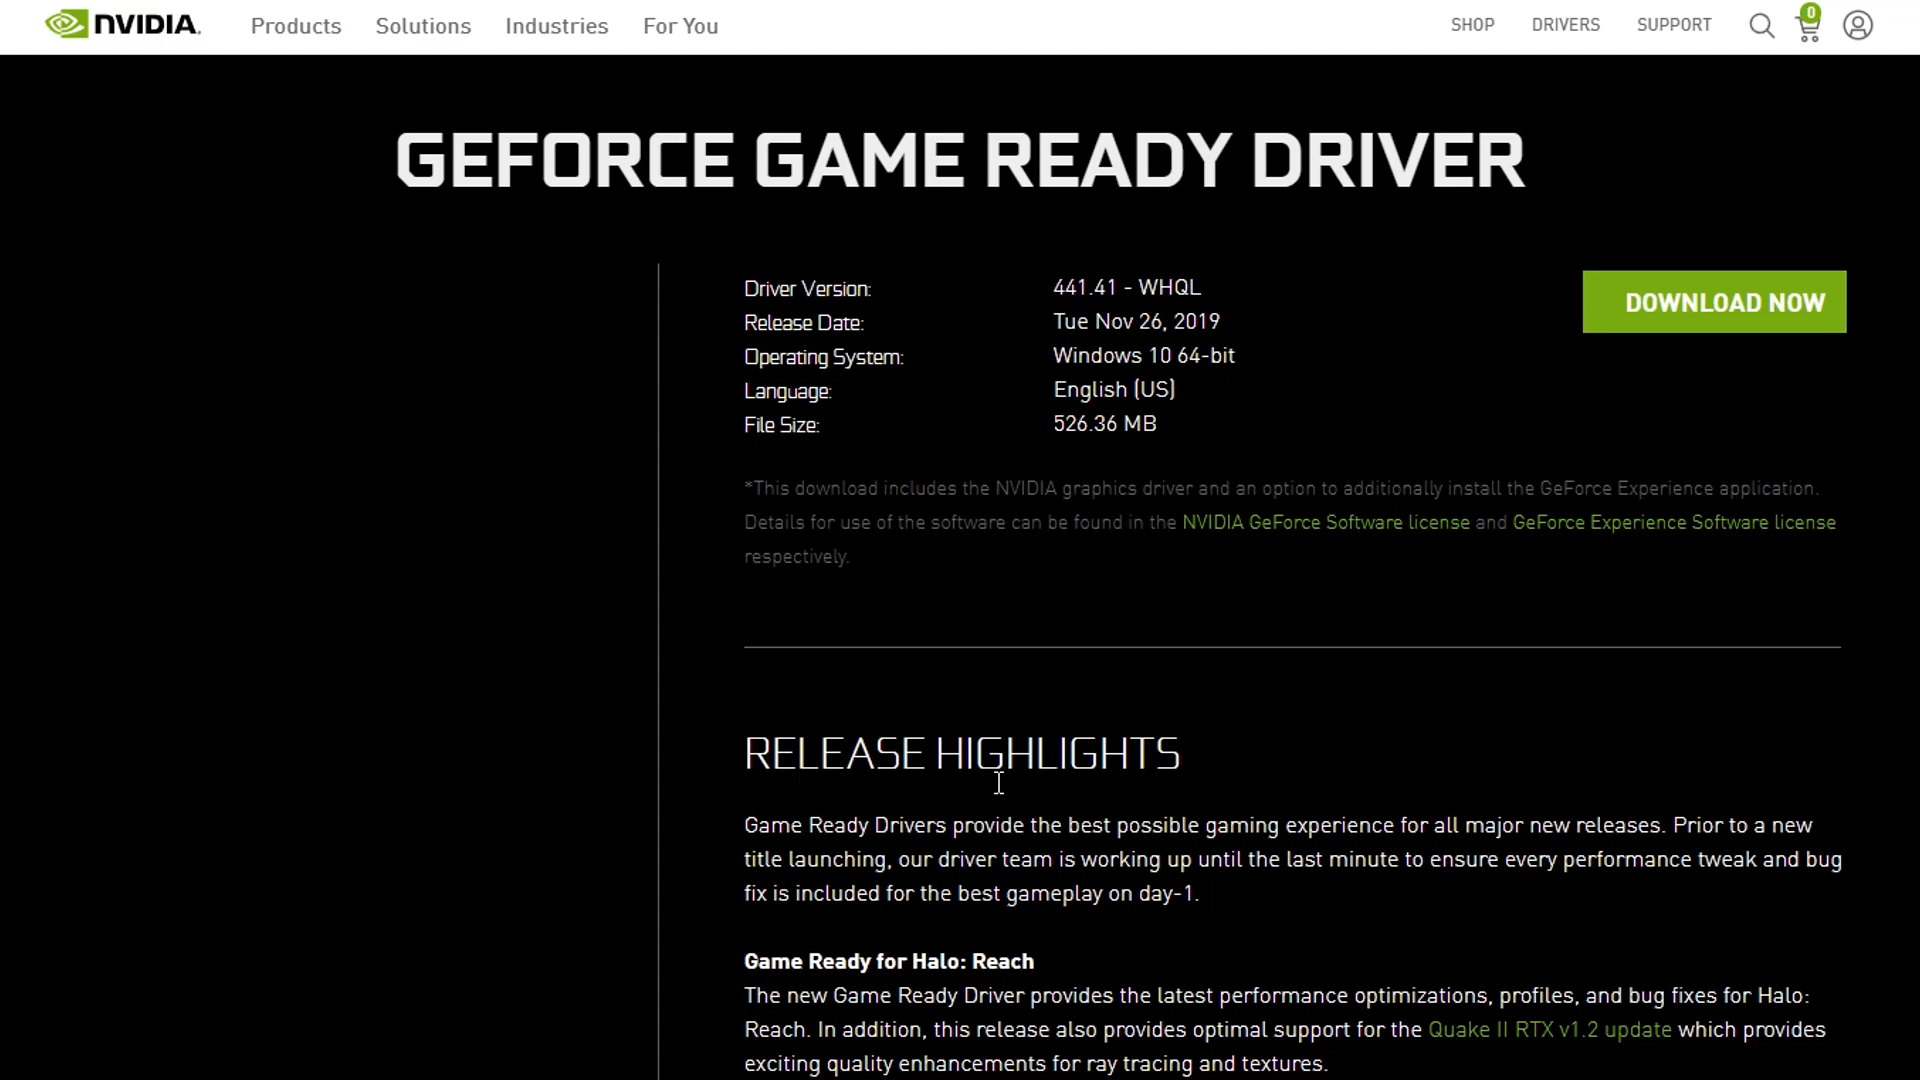 NVIDIA.
Products Solutions Industries For You
SHOP DRIVERS SUPPORT 0
GEFORCE GAME READY DRIVER
Driver Version: 441.41 - WHQL
Release Date: Tue Nov 26, 2019
Operating System: Windows 10 64-bit
Language: English (US)
File Size: 526.36 MB
DOWNLOAD NOW
*This download includes the NVIDIA graphics driver and an option to additionally install the GeForce Experience application.
Details for use of the software can be found in the NVIDIA GeForce Software license and GeForce Experience Software license
respectively.
RELEASE HIGHLIGHTS
Game Ready Drivers provide the best possible gaming experience for all major new releases. Prior to a new
title launching, our driver team is working up until the last minute to ensure every performance tweak and bug
fix is included for the best gameplay on day-1.
Game Ready for Halo: Reach
The new Game Ready Driver provides the latest performance optimizations, profiles, and bug fixes for Halo:
Reach. In addition, this release also provides optimal support for the Quake II RTX v1.2 update which provides
exciting quality enhancements for ray tracing and textures.